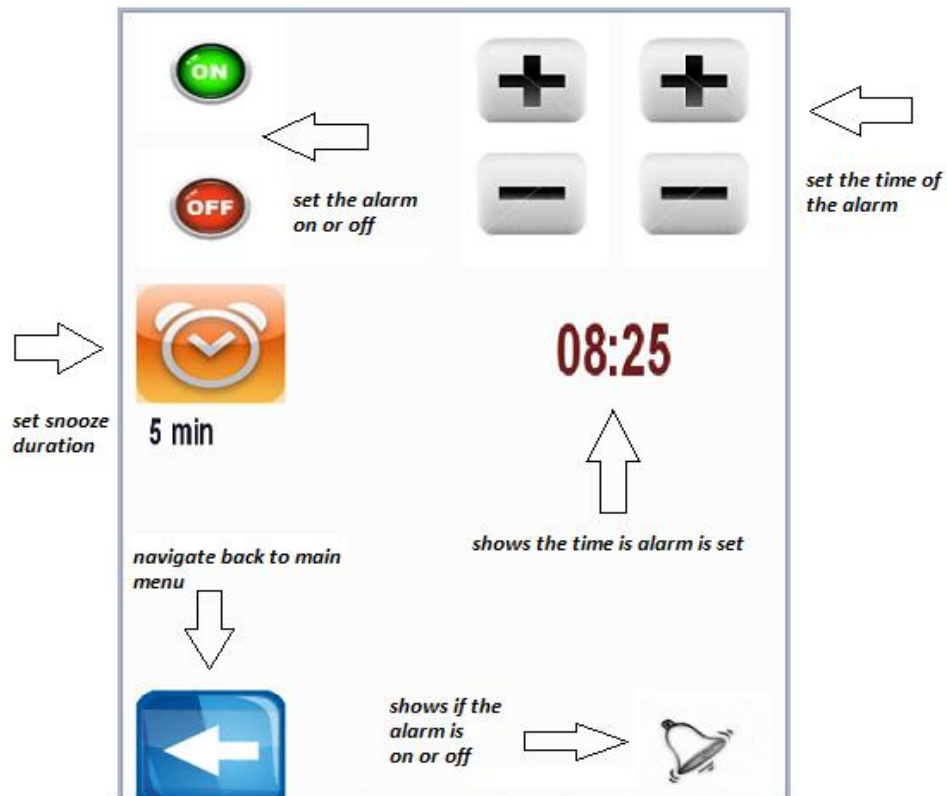 ON
OFF
set the alarm
on or off
set the time of
the alarm
set snooze
duration
5 min
08:25
shows the time is alarm is set
navigate back to main
menu
shows if the
alarm is
on or off